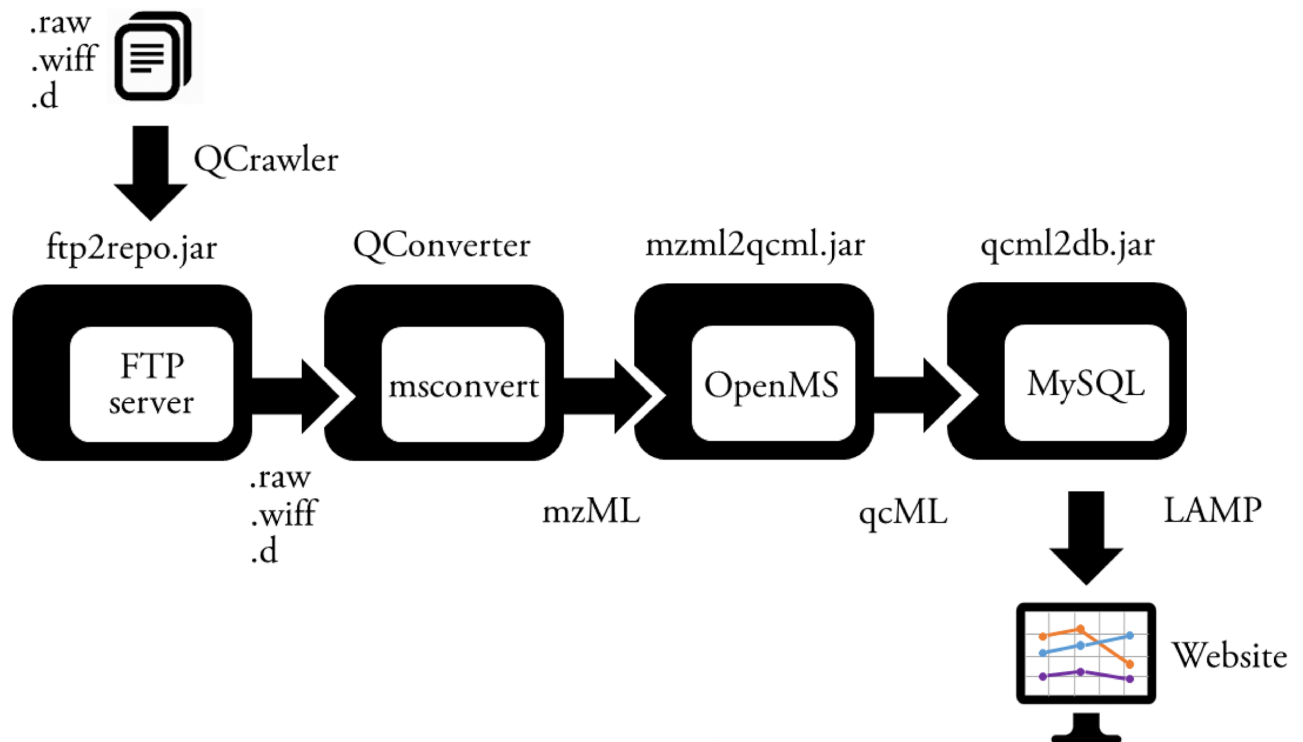 .raw
.wiff
.d
QCrawler
ftp2repo.jar
QConverter
mzml2qcml.jar
qcml2db.jar
FTP
server
msconvert
OpenMS
MySQL
.raw
.wiff
.d
mzML
qcML
LAMP
Website